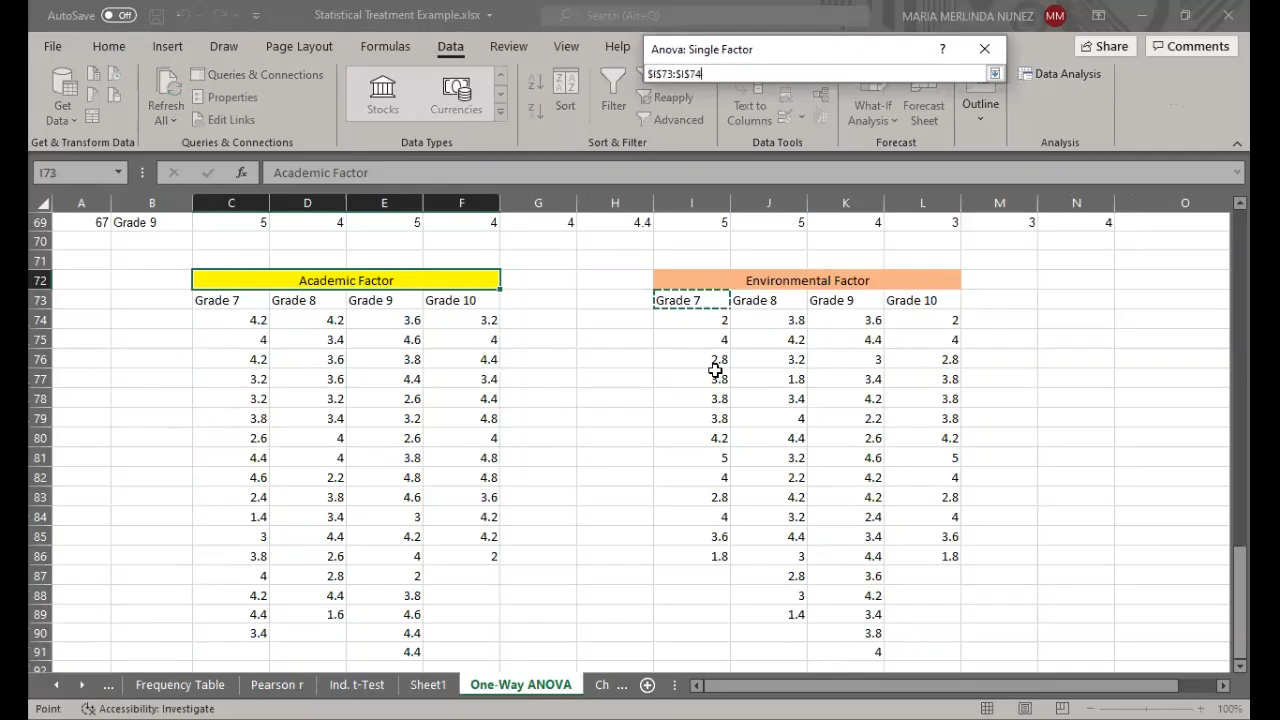 AutoSave Off Statistical Treatment Example.xlsx Search (Alt+Q) MARIA MERLINDA NUNEZ MM
File Home Insert Draw Page Layout Formulas Data Review View Help Share Comments
Anova: Single Factor ?
$I$73:$I$74
Get Data
Refresh All
Queries & Connections
Properties
Edit Links
Stocks Currencies
Sort
Filter
Reapply
Advanced
Text to Columns
What-If Analysis
Forecast Sheet
Outline
Data Analysis
Get & Transform Data Queries & Connections Data Types Sort & Filter Data Tools Forecast Analysis
I73 fx Academic Factor
A B C D E F G H I J K L M N O
69 67 Grade 9 5 4 5 4 4 4.4 5 5 4 3 3 4
70
71
72 Academic Factor Environmental Factor
73 Grade 7 Grade 8 Grade 9 Grade 10 Grade 7 Grade 8 Grade 9 Grade 10
74 4.2 4.2 3.6 3.2 2 3.8 3.6 2
75 4 3.4 4.6 4 4 4.2 4.4 4
76 4.2 3.6 3.8 4.4 2.8 3.2 3 2.8
77 3.2 3.6 4.4 3.4 3.8 1.8 3.4 3.8
78 3.2 3.2 2.6 4.4 3.8 3.4 4.2 3.8
79 3.8 3.4 3.2 4.8 3.8 4 2.2 3.8
80 2.6 4 2.6 4 4.2 4.4 2.6 4.2
81 4.4 4 3.8 4.8 5 3.2 4.6 5
82 4.6 2.2 4.8 4.8 4 2.2 4.2 4
83 2.4 3.8 4.6 3.6 2.8 4.2 4.2 2.8
84 1.4 3.4 3 4.2 4 3.2 2.4 4
85 3 4.4 4.2 4.2 3.6 4.4 3.4 3.6
86 3.8 2.6 4 2 1.8 3 4.4 1.8
87 4 2.8 2 2.8 3.6
88 4.2 4.4 3.8 3 4.2
89 4.4 1.6 4.6 1.4 3.4
90 3.4 4.4 3.8
91 4.4 4
92
... Frequency Table Pearson r Ind. t-Test Sheet1 One-Way ANOVA Ch ...
Point Accessibility: Investigate 100%